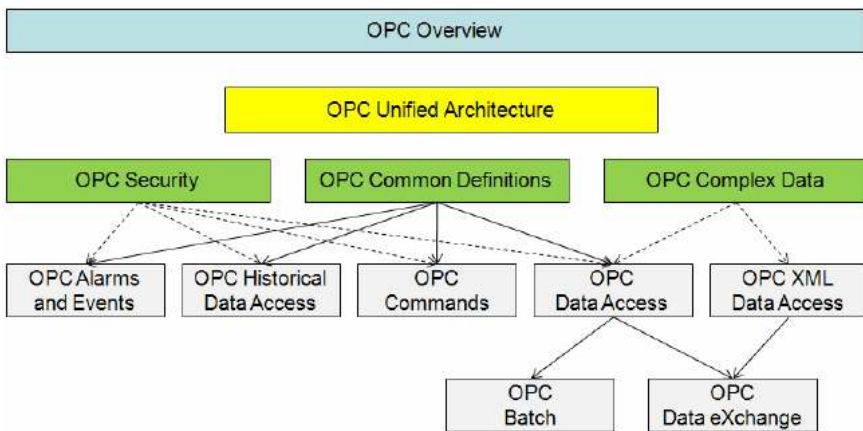 OPC Overview
OPC Unified Architecture
OPC Security
OPC Common Definitions
OPC Complex Data
OPC Alarms
and Events
OPC Historical
Data Access
OPC
Commands
OPC
Data Access
OPC XML
Data Access
OPC
Batch
OPC
Data eXchange